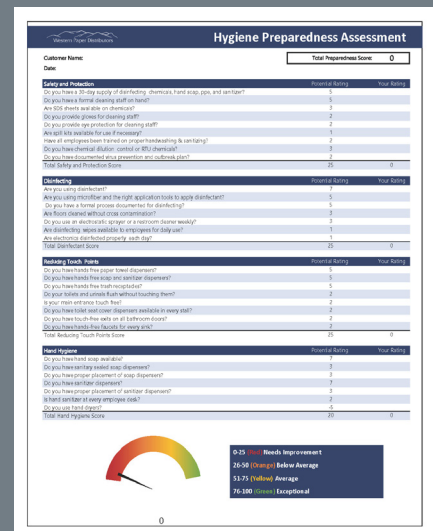 Western Paper Distributors
Hygiene Preparedness Assessment
Customer Name:
Total Preparedness Score: 0
Date:
Safety and Protection Potential Rating Your Rating
Do you have a 30-day supply of disinfecting chemicals, hand soap, ppe, and sanitizer? 5
Do you have a formal cleaning staff on hand? 5
Are SDS sheets available on chemicals? 3
Do you provide gloves for cleaning staff? 2
Do you provide eye protection for cleaning staff? 2
Are spill kits available for use if necessary? 1
Have all employees been trained on proper handwashing & sanitizing? 2
Do you have chemical dilution control or RTU chemicals? 3
Do you have documented virus prevention and outbreak plan? 2
Total Safety and Protection Score 25 0
Disinfecting Potential Rating Your Rating
Are you using disinfectant? 7
Are you using microfiber and the right application tools to apply disinfectant? 5
Do you have a formal process documented for disinfecting? 5
Are floors cleaned without cross contamination? 3
Do you use an electrostatic sprayer or a restroom cleaner weekly? 3
Are disinfecting wipes available to employees for daily use? 1
Are electronics disinfected properly each day? 1
Total Disinfectant Score 25 0
Reducing Touch Points Potential Rating Your Rating
Do you have hands free paper towel dispensers? 5
Do you have hands free soap and sanitizer dispensers? 5
Do you have hands free trash receptacles? 5
Do your toilets and urinals flush without touching them? 2
Is your main entrance touch free? 2
Do you have toilet seat cover dispensers available in every stall? 2
Do you have touch-free exits on all bathroom doors? 2
Do you have hands-free faucets for every sink? 2
Total Reducing Touch Points Score 25 0
Hand Hygiene Potential Rating Your Rating
Do you have hand soap available? 7
Do you have sanitary sealed soap dispensers? 3
Do you have proper placement of soap dispensers? 3
Do you have sanitizer dispensers? 7
Do you have proper placement of sanitizer dispensers? 3
Is hand sanitizer at every employee desk? 2
Do you use hand dryers?
Total Hand Hygiene Score 20 0
0
0-25 (Red) Needs Improvement
26-50 (Orange) Below Average
51-75 (Yellow) Average
76-100 (Green) Exceptional